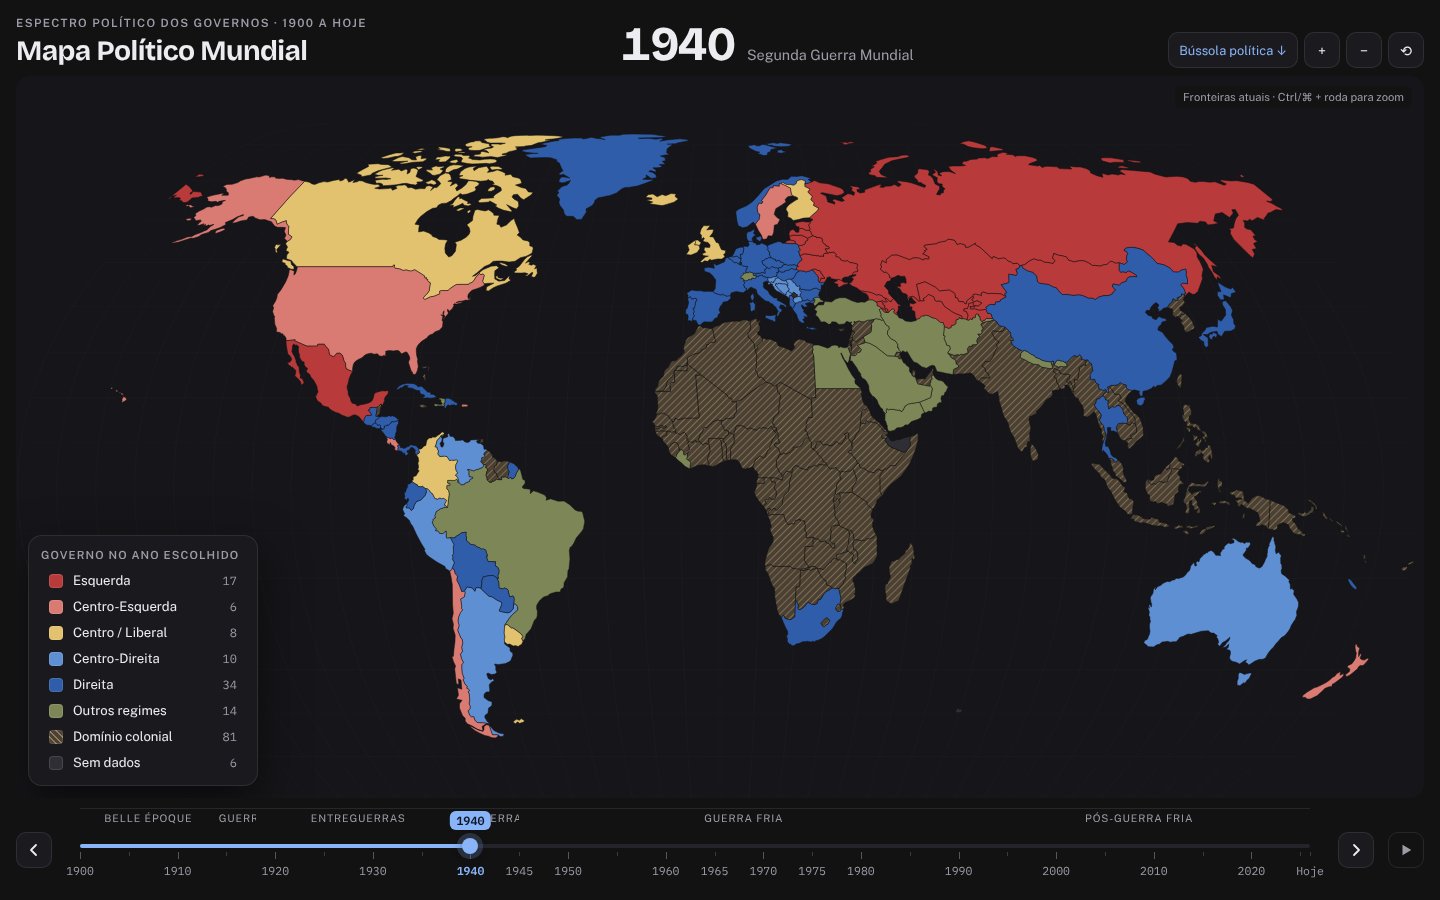 ESPECTRO POLÍTICO DOS GOVERNOS · 1900 A HOJE
Mapa Político Mundial
1940 Segunda Guerra Mundial
Bússola política ↓
+
−
⟲
Fronteiras atuais · Ctrl/⌘ + roda para zoom
GOVERNO NO ANO ESCOLHIDO
Esquerda 17
Centro-Esquerda 6
Centro / Liberal 8
Centro-Direita 10
Direita 34
Outros regimes 14
Domínio colonial 81
Sem dados 6
BELLE ÉPOQUE GUERR ENTREGUERRAS 1940 ERRA GUERRA FRIA PÓS-GUERRA FRIA
1900 1910 1920 1930 1940 1945 1950 1960 1965 1970 1975 1980 1990 2000 2010 2020 Hoje